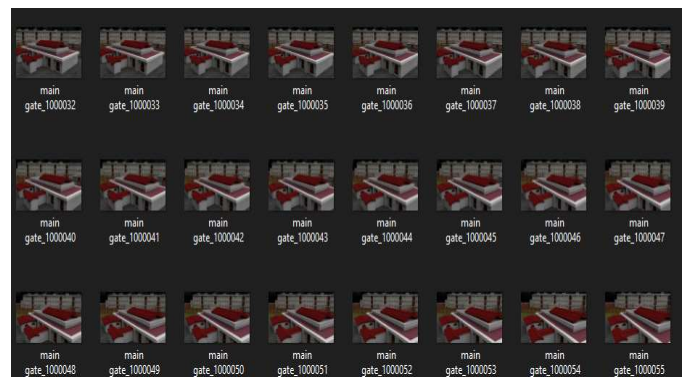 main
gate_1000032
main
gate_1000033
main
gate_1000034
main
gate_1000035
main
gate_1000036
main
gate_1000037
main
gate_1000038
main
gate_1000039
main
gate_1000040
main
gate_1000041
main
gate_1000042
main
gate_1000043
main
gate_1000044
main
gate_1000045
main
gate_1000046
main
gate_1000047
main
gate_1000048
main
gate_1000049
main
gate_1000050
main
gate_1000051
main
gate_1000052
main
gate_1000053
main
gate_1000054
main
gate_1000055